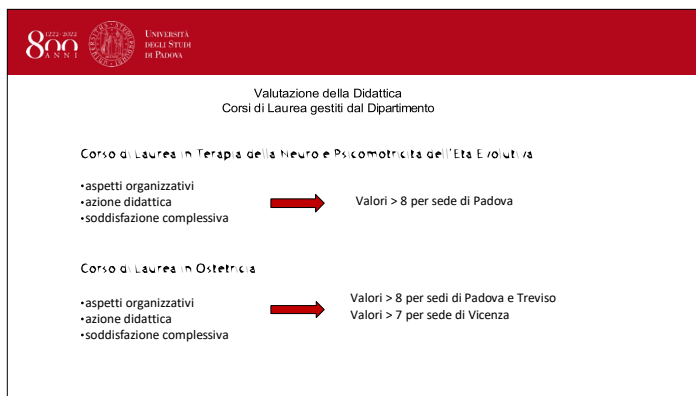 1222·2022
800
ANNI
UNIVERSITÀ
DEGLI STUDI
DI PADOVA
Valutazione della Didattica
Corsi di Laurea gestiti dal Dipartimento
Corso di Laurea in Terapia della Neuro e Psicomotricita dell'Eta Evolutiva
•aspetti organizzativi
•azione didattica
•soddisfazione complessiva
Valori > 8 per sede di Padova
Corso di Laurea in Ostetricia
•aspetti organizzativi
•azione didattica
•soddisfazione complessiva
Valori > 8 per sedi di Padova e Treviso
Valori > 7 per sede di Vicenza